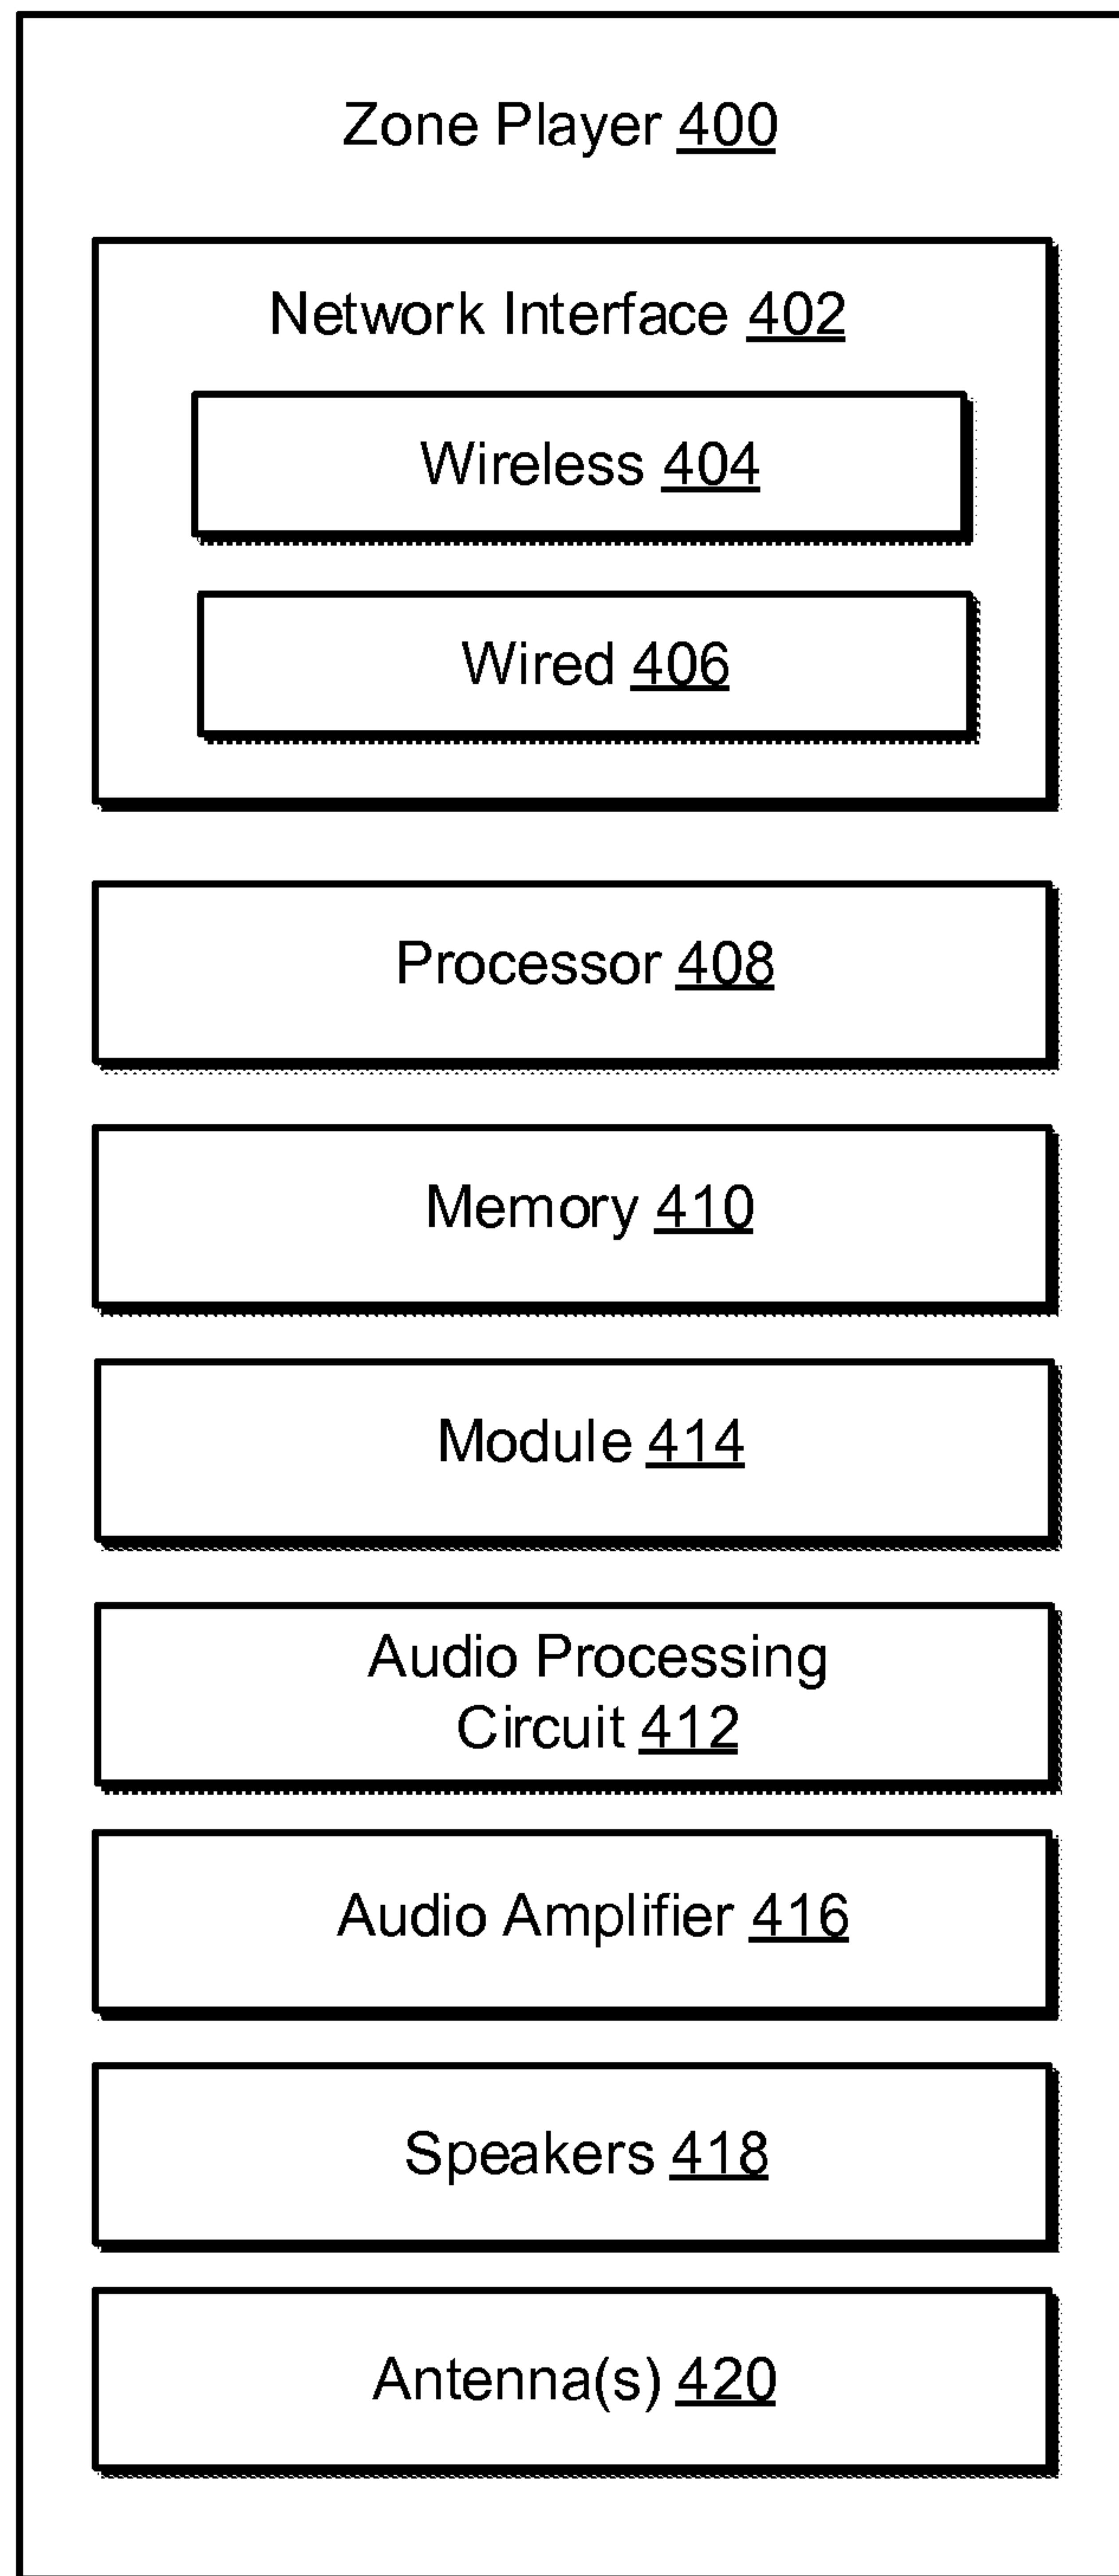 Zone Player 400
Network Interface 402
Wireless 404
Wired 406
Processor 408
Memory 410
Module 414
Audio Processing
Circuit 412
Audio Amplifier 416
Speakers 418
Antenna(s) 420